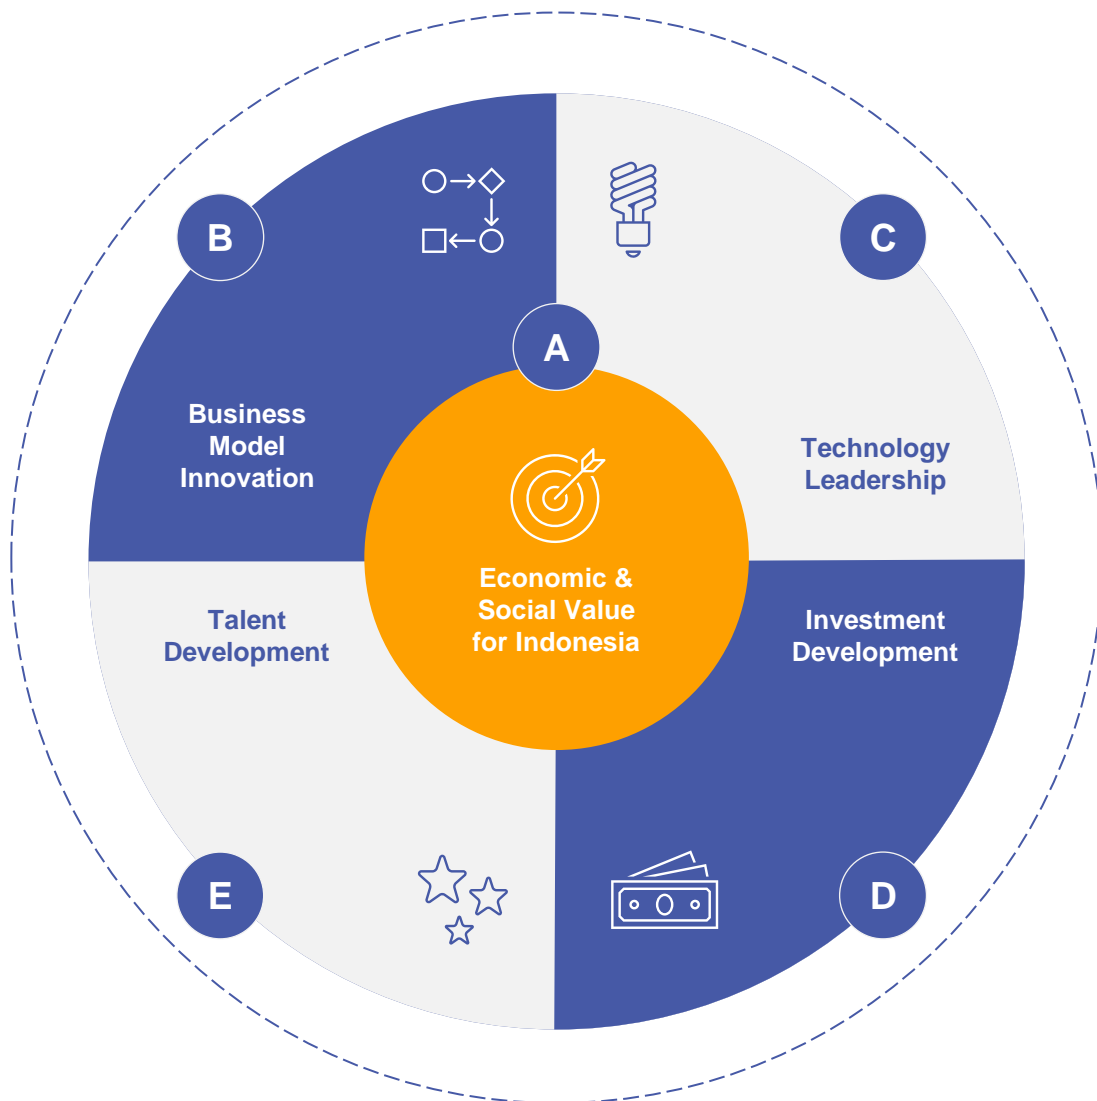 B
C
A
Business
Model
Innovation
Technology
Leadership
Economic &
Social Value
for Indonesia
Talent
Development
Investment
Development
E
D